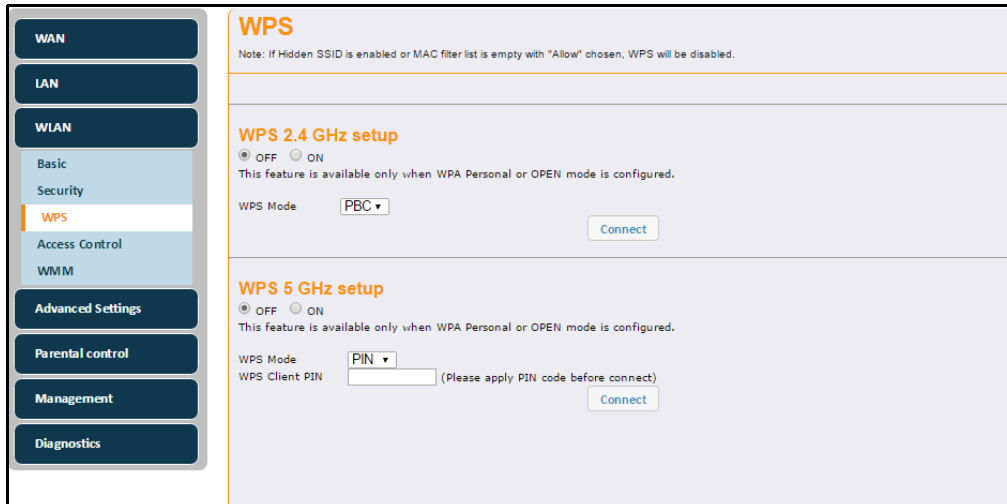 WAN
LAN
WLAN
Basic
Security
WPS
Access Control
WMM
Advanced Settings
Parental control
Management
Diagnostics
WPS
Note: If Hidden SSID is enabled or MAC filter list is empty with "Allow" chosen, WPS will be disabled.
WPS 2.4 GHz setup
OFF ON
This feature is available only when WPA Personal or OPEN mode is configured.
WPS Mode PBC
Connect
WPS 5 GHz setup
OFF ON
This feature is available only when WPA Personal or OPEN mode is configured.
WPS Mode PIN
WPS Client PIN (Please apply PIN code before connect)
Connect